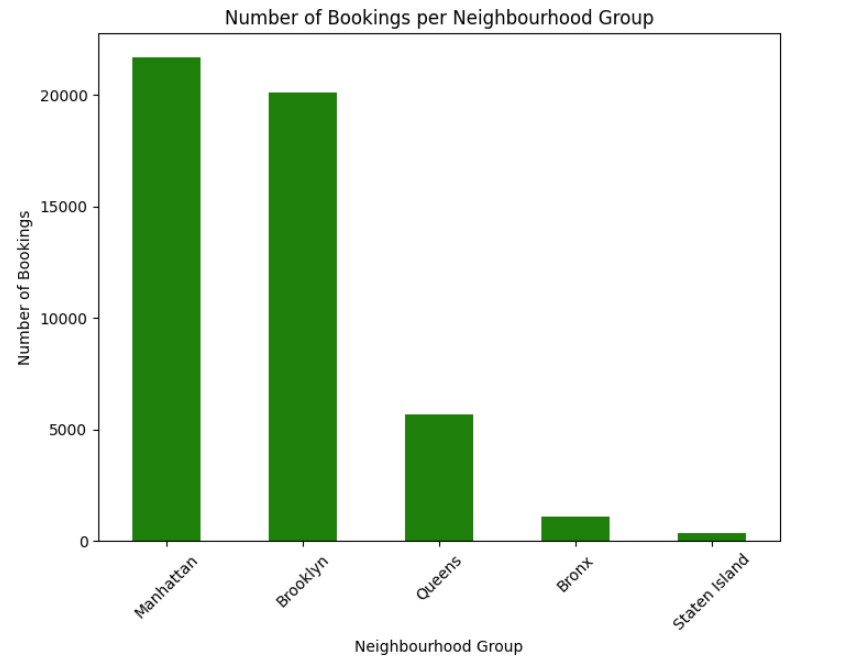 Number of Bookings per Neighbourhood Group
Number of Bookings
20000
15000
10000
5000
0
Manhattan
Brooklyn
Queens
Bronx
Staten Island
Neighbourhood Group